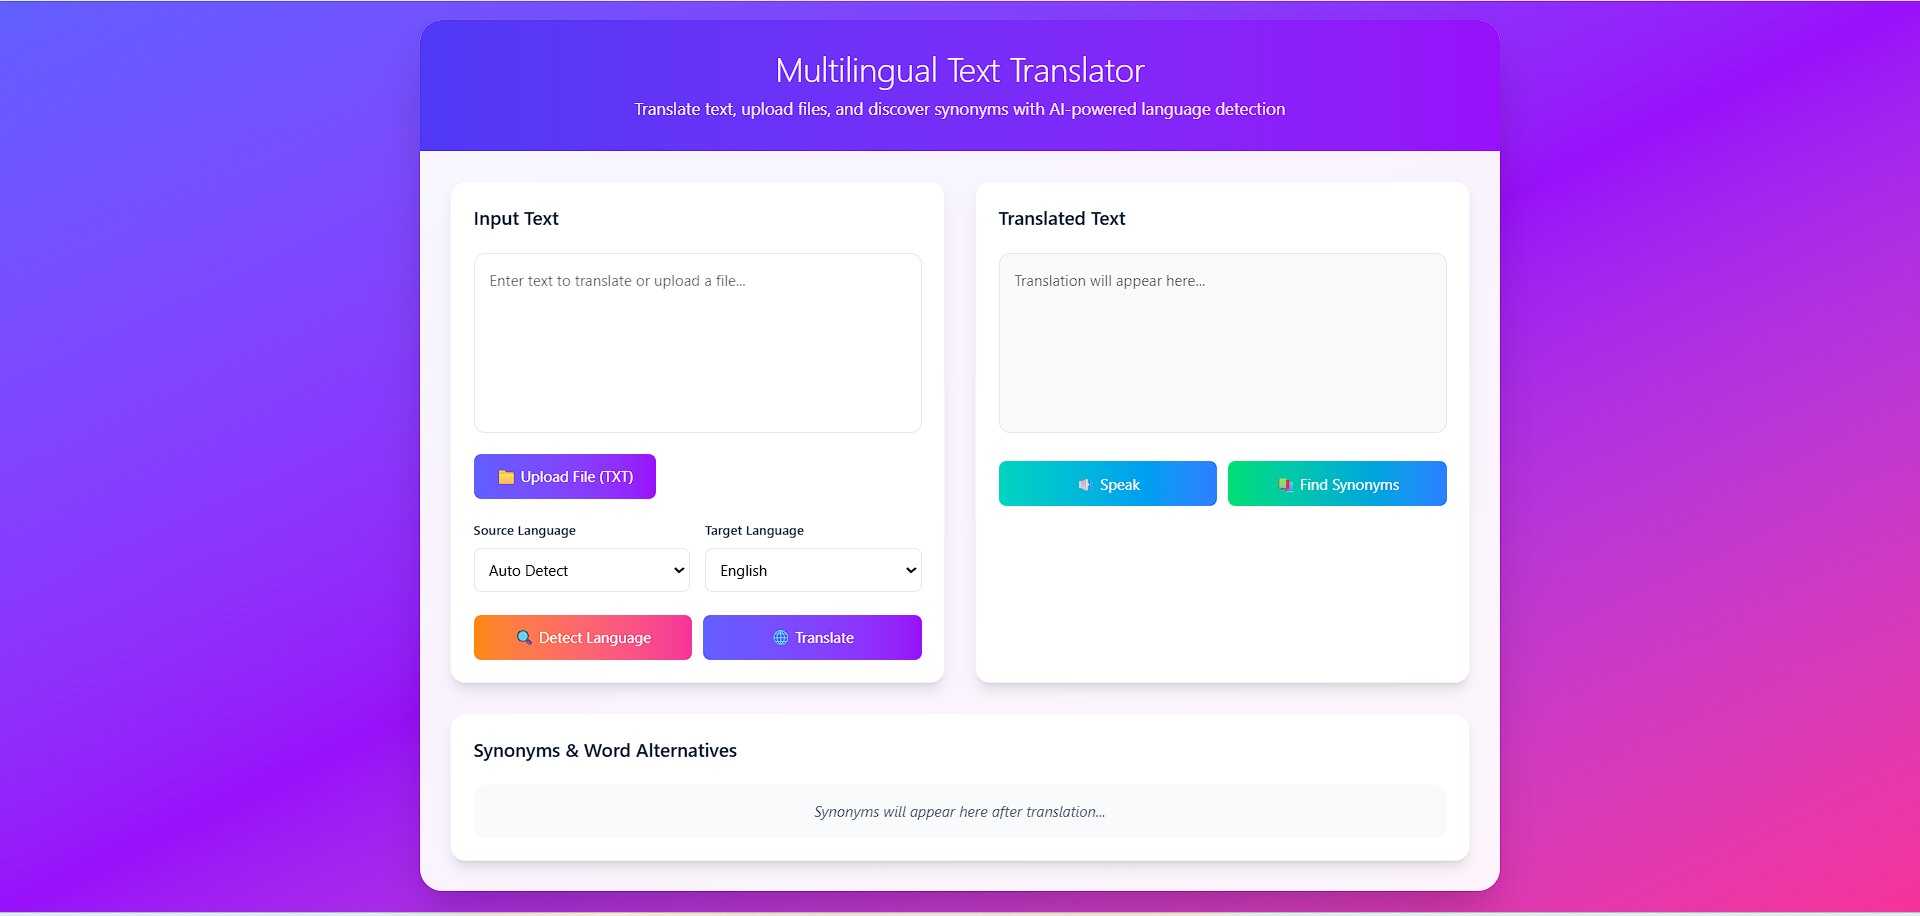 Multilingual Text Translator
Translate text, upload files, and discover synonyms with AI-powered language detection
Input Text
Enter text to translate or upload a file...
Upload File (TXT)
Source Language
Target Language
Auto Detect
English
Detect Language
Translate
Translated Text
Translation will appear here...
Speak
Find Synonyms
Synonyms & Word Alternatives
Synonyms will appear here after translation...